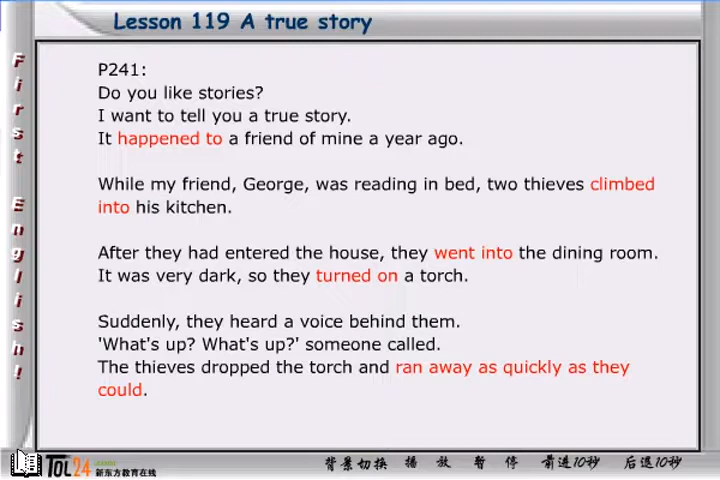 Lesson 119 A true story
First English!
P241:
Do you like stories?
I want to tell you a true story.
It happened to a friend of mine a year ago.
While my friend, George, was reading in bed, two thieves climbed
into his kitchen.
After they had entered the house, they went into the dining room.
It was very dark, so they turned on a torch.
Suddenly, they heard a voice behind them.
'What's up? What's up?' someone called.
The thieves dropped the torch and ran away as quickly as they
could.
TOL24
新东方教育在线
背景切换 播 放 暂 停 前进10秒 后退10秒